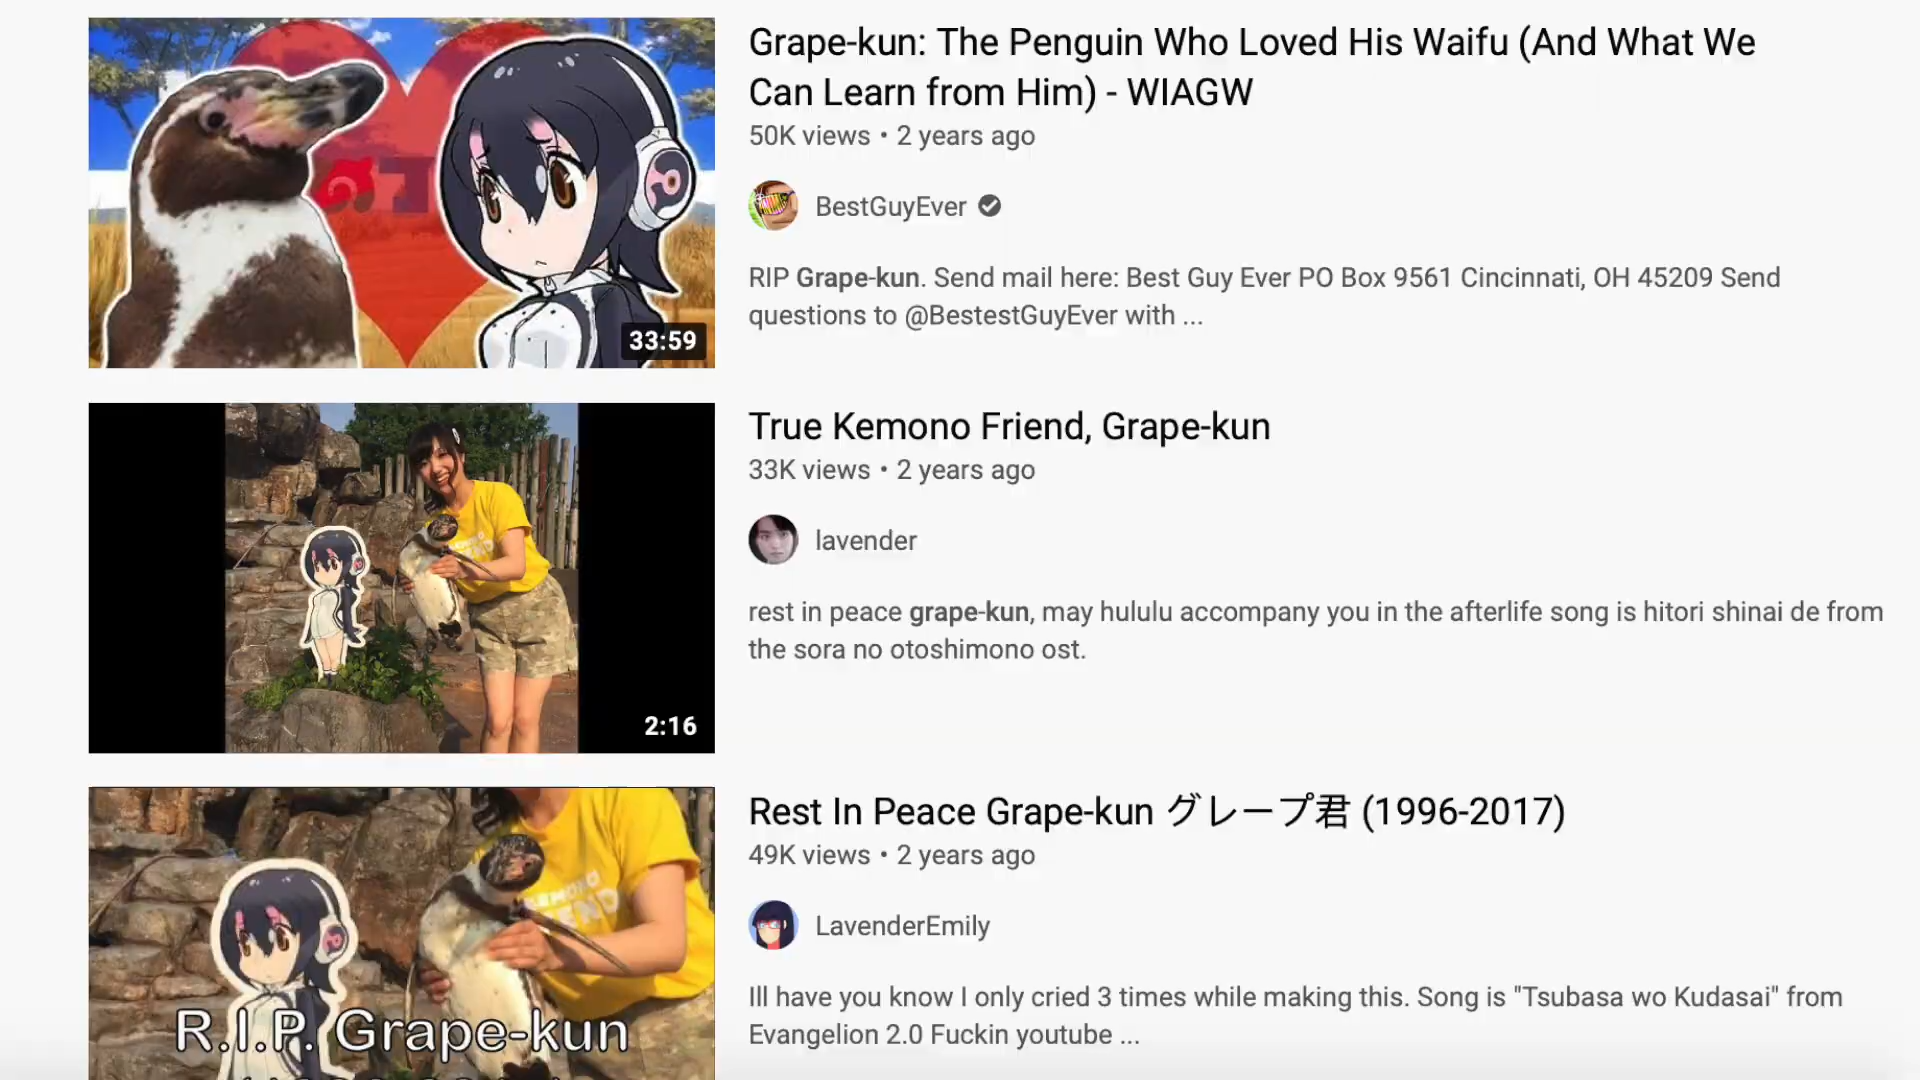 Grape-kun: The Penguin Who Loved His Waifu (And What We
Can Learn from Him) - WIAGW
50K views • 2 years ago
BestGuyEver
RIP Grape-kun. Send mail here: Best Guy Ever PO Box 9561 Cincinnati, OH 45209 Send
questions to @BestestGuyEver with ...
33:59
True Kemono Friend, Grape-kun
33K views • 2 years ago
lavender
rest in peace grape-kun, may hululu accompany you in the afterlife song is hitori shinai de from
the sora no otoshimono ost.
2:16
Rest In Peace Grape-kun グレープ君 (1996-2017)
49K views • 2 years ago
LavenderEmily
Ill have you know I only cried 3 times while making this. Song is "Tsubasa wo Kudasai" from
Evangelion 2.0 Fuckin youtube ...
R.I.P. Grape-kun